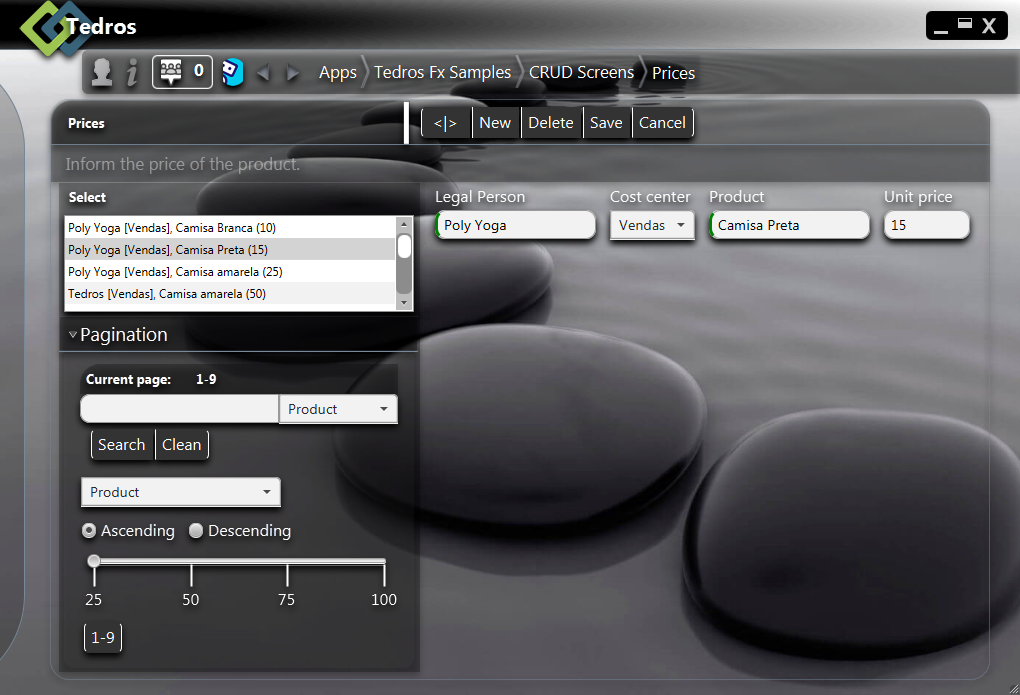 Tedros
0 Apps Tedros Fx Samples CRUD Screens Prices
Prices
<|> New Delete Save Cancel
Inform the price of the product.
Select
Poly Yoga [Vendas], Camisa Branca (10)
Poly Yoga [Vendas], Camisa Preta (15)
Poly Yoga [Vendas], Camisa amarela (25)
Tedros [Vendas], Camisa amarela (50)
Legal Person Cost center Product Unit price
Poly Yoga Vendas Camisa Preta 15
Pagination
Current page: 1-9
Product
Search Clean
Product
Ascending Descending
25 50 75 100
1-9